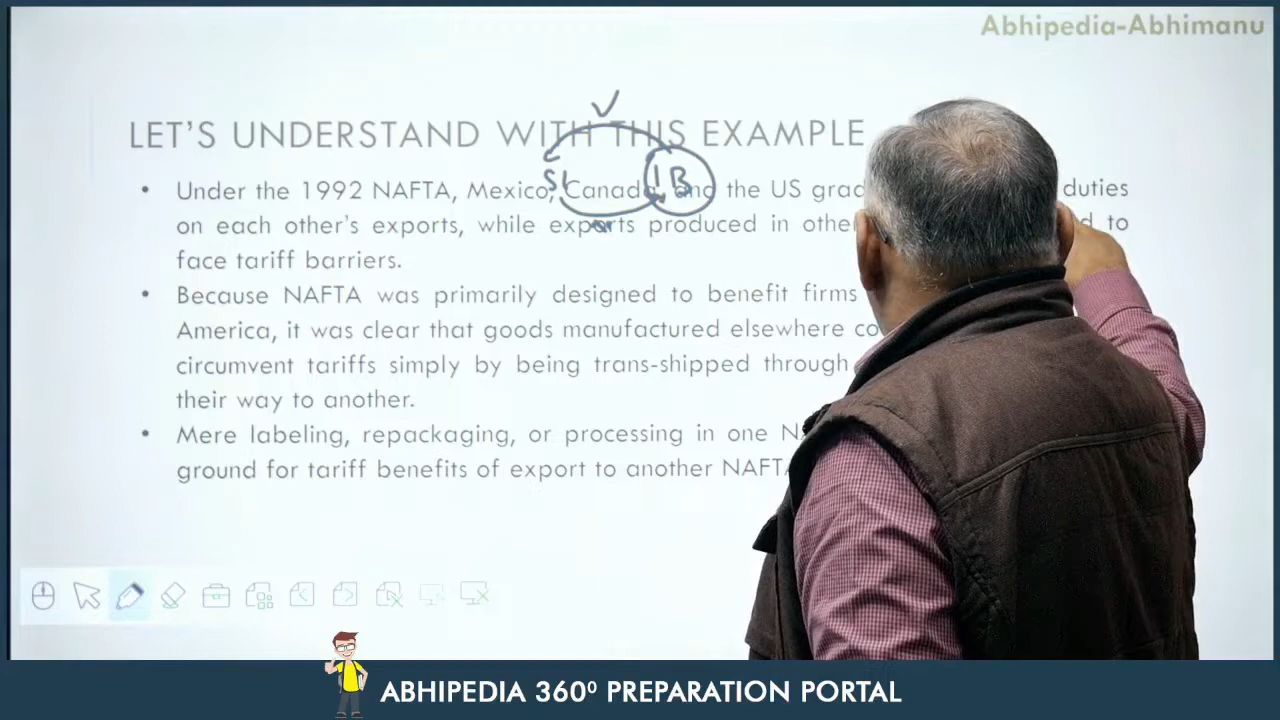 Abhipedia-Abhimanu
LET'S UNDERSTAND WITH THIS EXAMPLE
SL
B
• Under the 1992 NAFTA, Mexico, Canada, and the US duties
on each other's exports, while exports produced in other to
face tariff barriers.
• Because NAFTA was primarily designed to benefit firms
America, it was clear that goods manufactured elsewhere
circumvent tariffs simply by being trans-shipped through
their way to another.
• Mere labeling, repackaging, or processing in one
ground for tariff benefits of export to another
ABHIPEDIA 360⁰ PREPARATION PORTAL